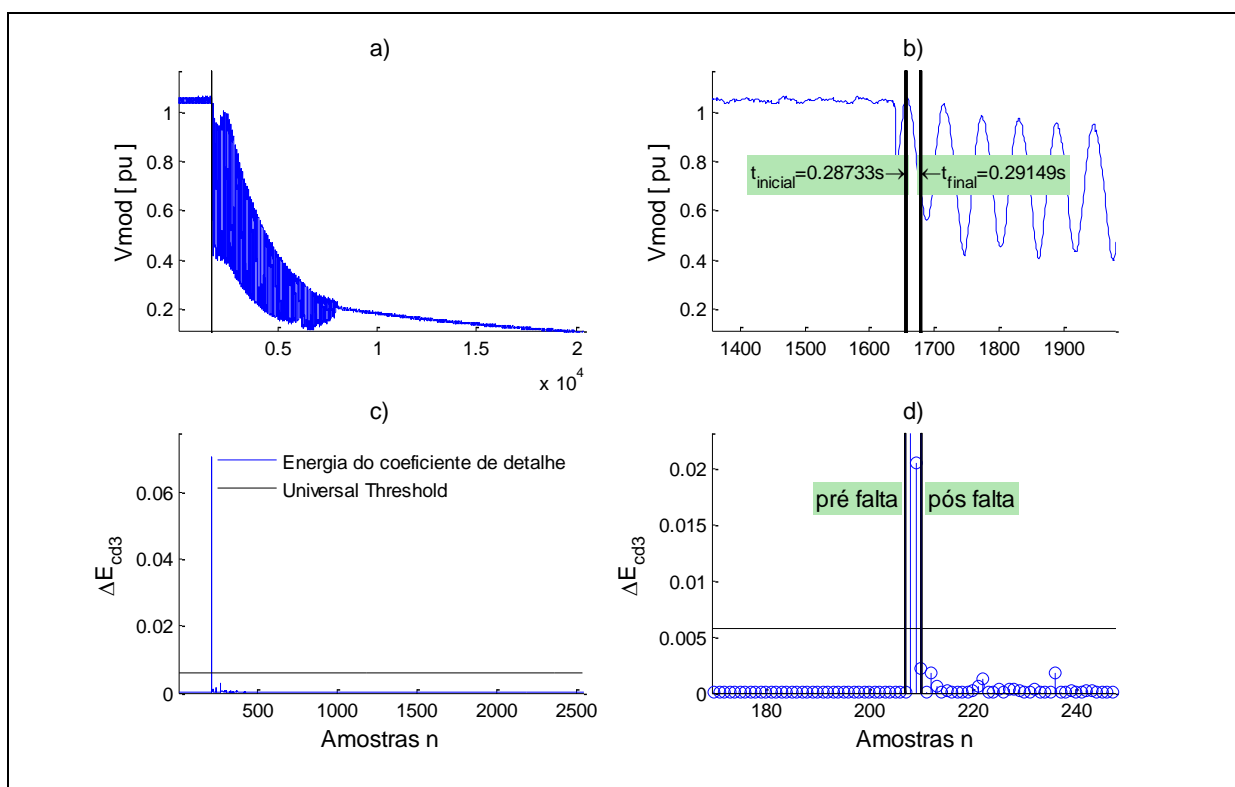 a)
Vmod [ pu ]
1
0.8
0.6
0.4
0.2
0.5
1
1.5
2
x 10^4
b)
Vmod [ pu ]
1
0.8
0.6
0.4
0.2
t_inicial=0.28733s→
←t_final=0.29149s
1400
1500
1600
1700
1800
1900
c)
ΔE_cd3
0.06
0.04
0.02
0
Energia do coeficiente de detalhe
Universal Threshold
500
1000
1500
2000
2500
Amostras n
d)
ΔE_cd3
0.02
0.015
0.01
0.005
0
pré falta
pós falta
180
200
220
240
Amostras n